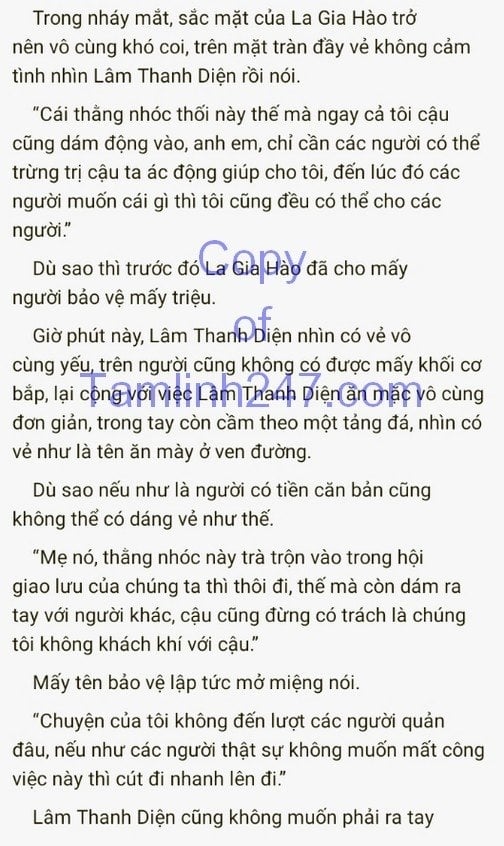 Trong nháy mắt, sắc mặt của La Gia Hào trở
nên vô cùng khó coi, trên mặt tràn đầy vẻ không cảm
tình nhìn Lâm Thanh Diện rồi nói.
“Cái thằng nhóc thối này thế mà ngay cả tôi cậu
cũng dám động vào, anh em, chỉ cần các người có thể
trừng trị cậu ta ác động giúp cho tôi, đến lúc đó các
người muốn cái gì thì tôi cũng đều có thể cho các
người.”
Dù sao thì trước đó La Gia Hào đã cho mấy
người bảo vệ mấy triệu.
Giờ phút này, Lâm Thanh Diện nhìn có vẻ vô
cùng yếu, trên người cũng không có được mấy khối cơ
bắp, lại cộng với việc Lâm Thanh Diện ăn mặc vô cùng
đơn giản, trong tay còn cầm theo một tảng đá, nhìn có
vẻ như là tên ăn mày ở ven đường.
Dù sao nếu như là người có tiền căn bản cũng
không thể có dáng vẻ như thế.
“Mẹ nó, thằng nhóc này trà trộn vào trong hội
giao lưu của chúng ta thì thôi đi, thế mà còn dám ra
tay với người khác, cậu cũng đừng có trách là chúng
tôi không khách khí với cậu.”
Mấy tên bảo vệ lập tức mở miệng nói.
“Chuyện của tôi không đến lượt các người quản
đâu, nếu như các người thật sự không muốn mất công
việc này thì cút đi nhanh lên đi.”
Lâm Thanh Diện cũng không muốn phải ra tay
Copy
of
Tamlinh247.com